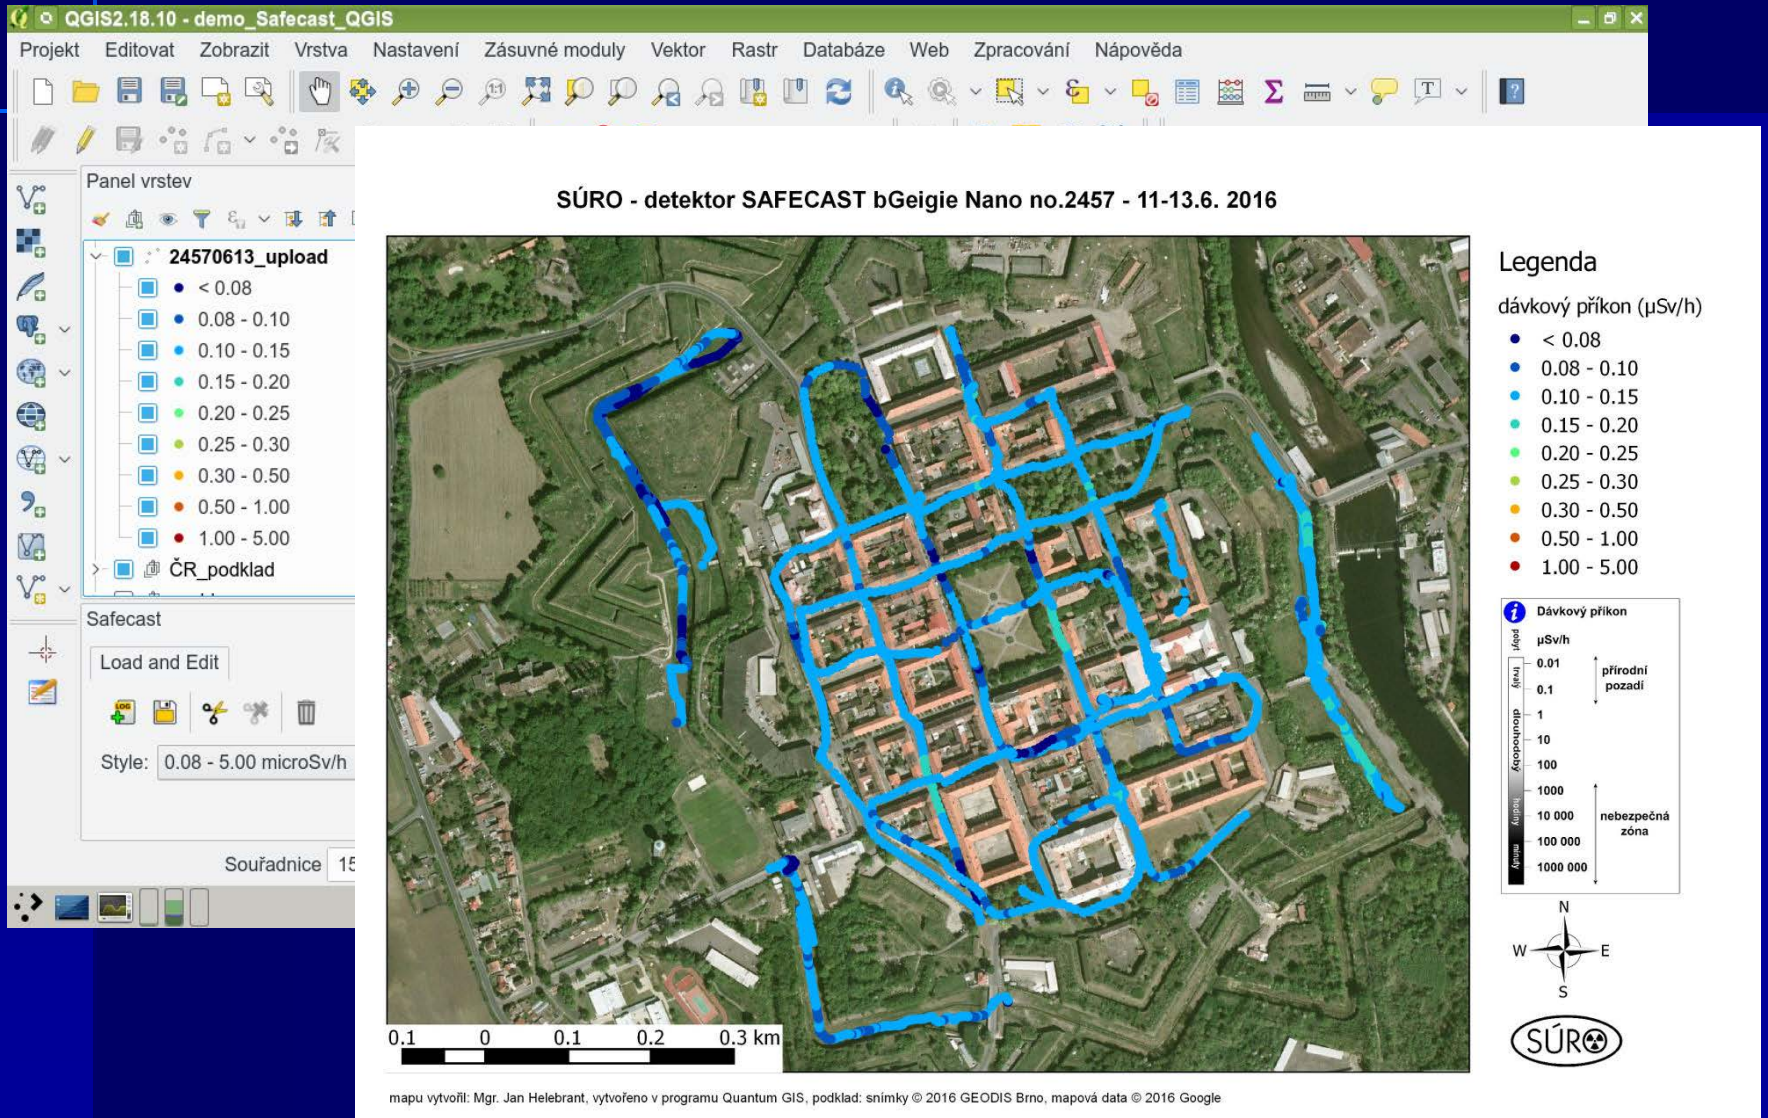 QGIS2.18.10 - demo_Safecast_QGIS
Projekt Editovat Zobrazit Vrstva Nastavení Zásuvné moduly Vektor Rastr Databáze Web Zpracování Nápověda
Panel vrstev
24570613_upload
< 0.08
0.08 - 0.10
0.10 - 0.15
0.15 - 0.20
0.20 - 0.25
0.25 - 0.30
0.30 - 0.50
0.50 - 1.00
1.00 - 5.00
ČR_podklad
Safecast
Load and Edit
LOG
Style: 0.08 - 5.00 microSv/h
Souřadnice 15
SÚRO - detektor SAFECAST bGeigie Nano no.2457 - 11-13.6. 2016
Legenda
dávkový příkon (µSv/h)
< 0.08
0.08 - 0.10
0.10 - 0.15
0.15 - 0.20
0.20 - 0.25
0.25 - 0.30
0.30 - 0.50
0.50 - 1.00
1.00 - 5.00
i Dávkový příkon
pobyt µSv/h
trvalý
dlouhodobý
hodiny
minuty
0.01
0.1
1
10
100
1000
10 000
100 000
1000 000
přírodní
pozadí
nebezpečná
zóna
N
W E
S
SÚRO
0.1 0 0.1 0.2 0.3 km
mapu vytvořil: Mgr. Jan Helebrant, vytvořeno v programu Quantum GIS, podklad: snímky © 2016 GEODIS Brno, mapová data © 2016 Google